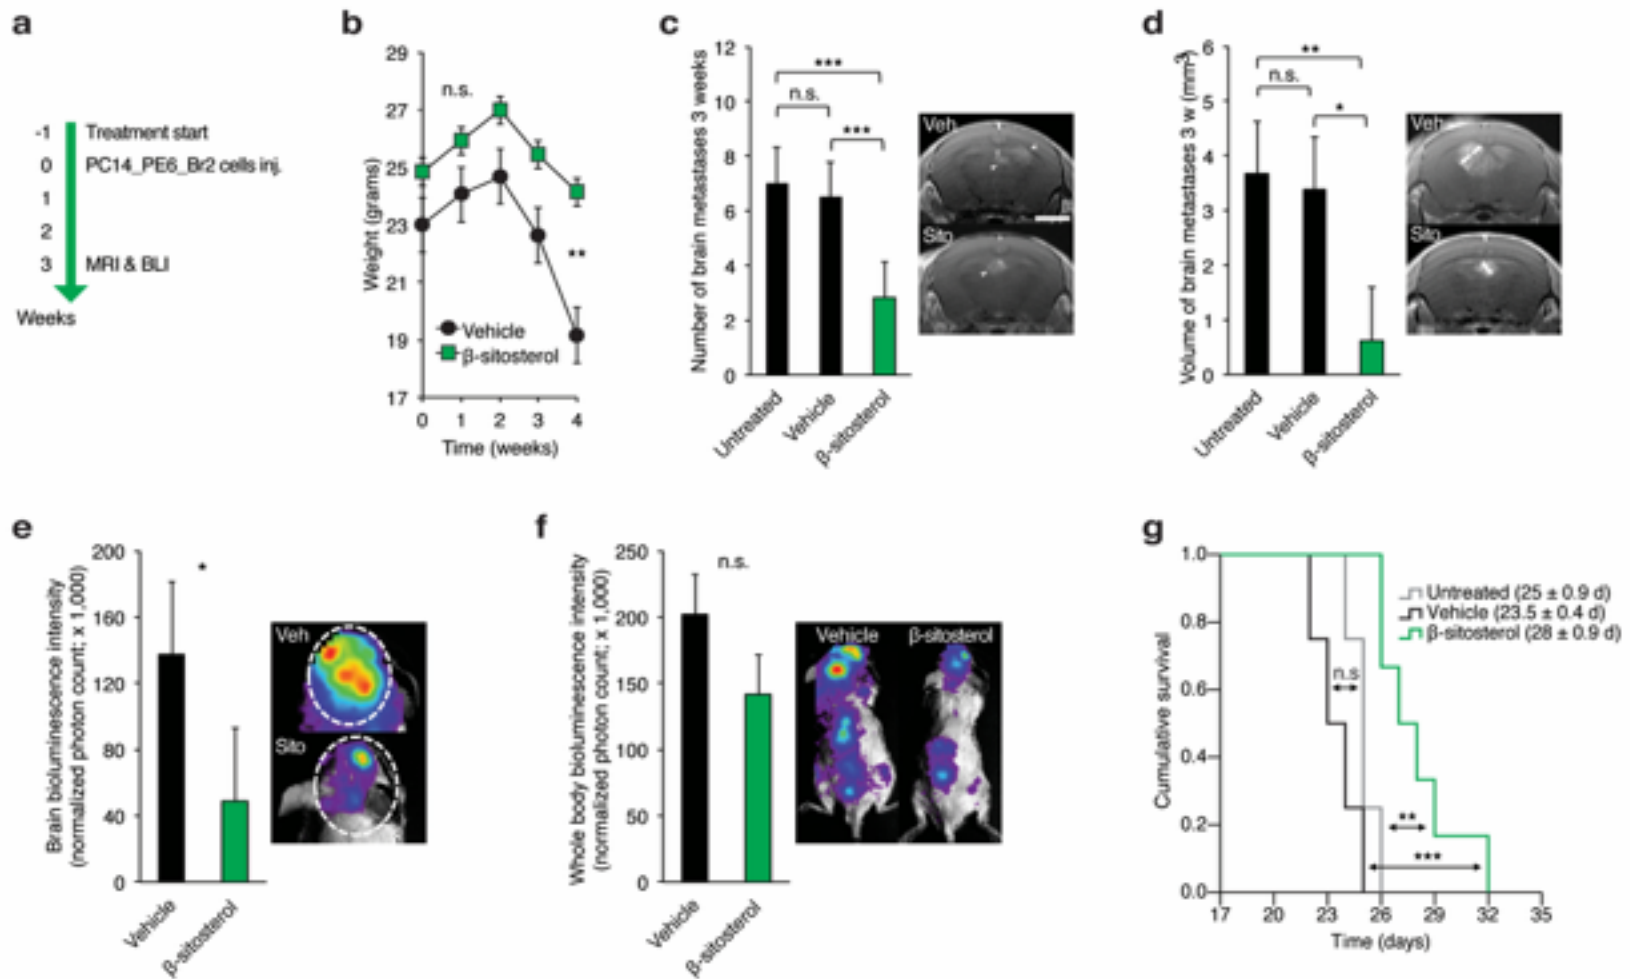 a
-1 Treatment start
0 PC14_PE6_Br2 cells inj.
1
2
3 MRI & BLI
Weeks
b
Weight (grams)
29
27
25
23
21
19
17
n.s.
**
Vehicle
β-sitosterol
0 1 2 3 4
Time (weeks)
c
Number of brain metastases 3 weeks
12
10
8
6
4
2
0
***
n.s.
***
Untreated
Vehicle
β-sitosterol
Veh
Sito
d
Volume of brain metastases 3 w (mm³)
6
5
4
3
2
1
0
**
n.s.
*
Untreated
Vehicle
β-sitosterol
Veh
Sito
e
Brain bioluminescence intensity
(normalized photon count; x 1,000)
200
160
120
80
40
0
*
Vehicle
β-sitosterol
Veh
Sito
f
Whole body bioluminescence intensity
(normalized photon count; x 1,000)
250
200
150
100
50
0
n.s.
Vehicle
β-sitosterol
Vehicle β-sitosterol
g
Cumulative survival
1.0
0.8
0.6
0.4
0.2
0.0
Untreated (25 ± 0.9 d)
Vehicle (23.5 ± 0.4 d)
β-sitosterol (28 ± 0.9 d)
n.s
**
***
17 20 23 26 29 32 35
Time (days)